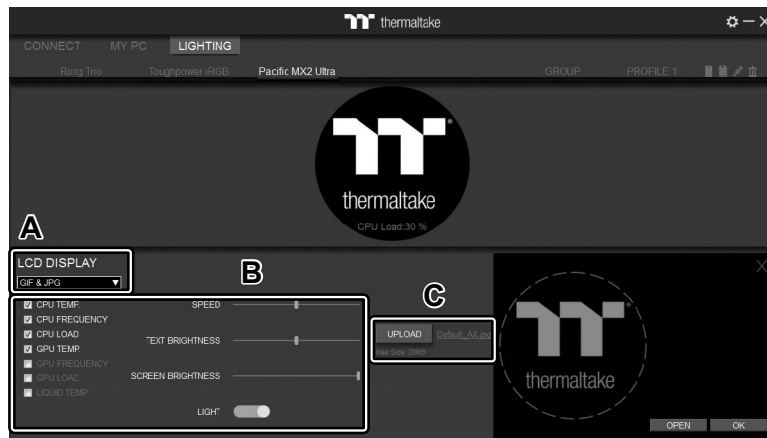 thermaltake
CONNECT MY PC LIGHTING
Riing Trio Toughpower iRGB Pacific MX2 Ultra GROUP PROFILE 1
thermaltake
CPU Load:30 %
A
LCD DISPLAY
GIF & JPG
B
CPU TEMP.
CPU FREQUENCY
CPU LOAD
GPU TEMP.
GPU FREQUENCY
GPU LOAD
LIQUID TEMP
SPEED
TEXT BRIGHTNESS
SCREEN BRIGHTNESS
LIGHT
C
UPLOAD Default_AX.jpg
Max Size: 20MB
thermaltake
OPEN OK